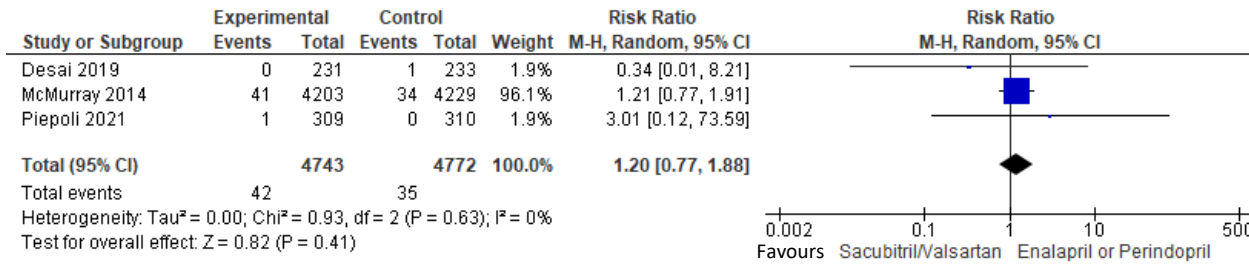 Experimental Control Risk Ratio Risk Ratio
Study or Subgroup Events Total Events Total Weight M-H, Random, 95% CI M-H, Random, 95% CI
Desai 2019 0 231 1 233 1.9% 0.34 [0.01, 8.21]
McMurray 2014 41 4203 34 4229 96.1% 1.21 [0.77, 1.91]
Piepoli 2021 1 309 0 310 1.9% 3.01 [0.12, 73.59]
Total (95% CI) 4743 4772 100.0% 1.20 [0.77, 1.88]
Total events 42 35
Heterogeneity: Tau² = 0.00; Chi² = 0.93, df = 2 (P = 0.63); I² = 0%
Test for overall effect: Z = 0.82 (P = 0.41)
0.002 0.1 1 10 500
Favours Sacubitril/Valsartan Enalapril or Perindopril